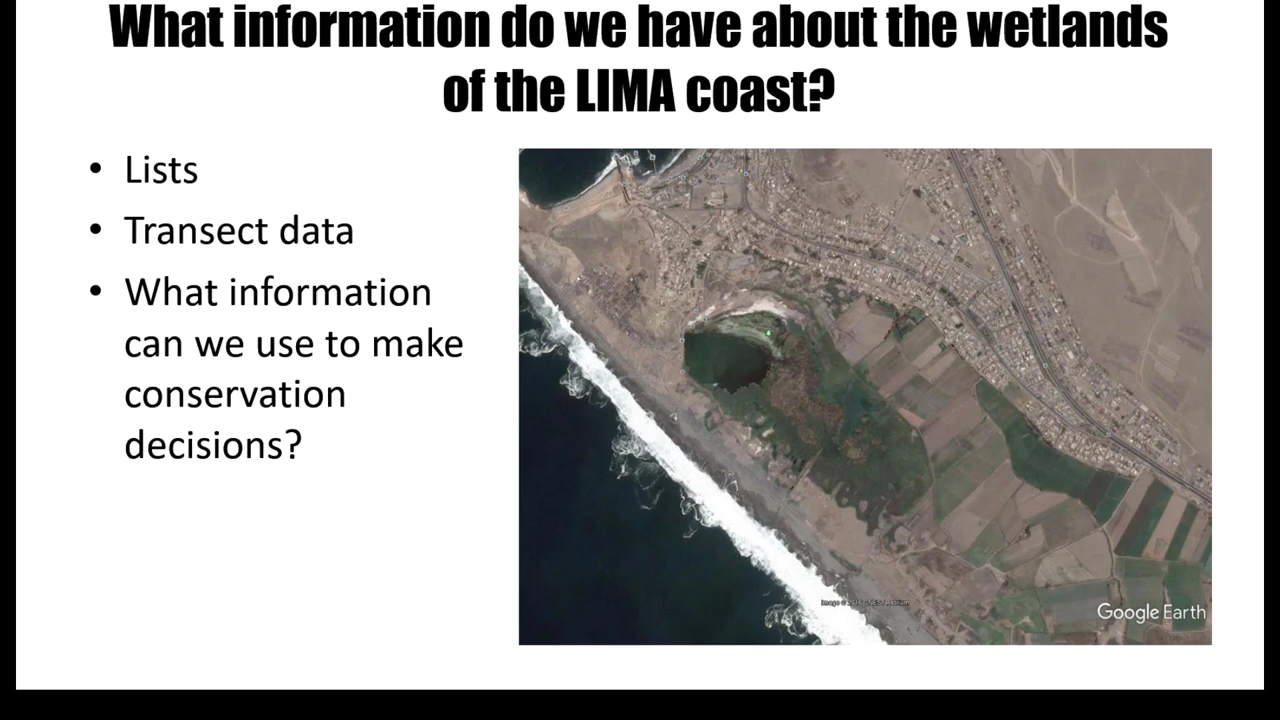 What information do we have about the wetlands
of the LIMA coast?
• Lists
• Transect data
• What information
can we use to make
conservation
decisions?
Google Earth